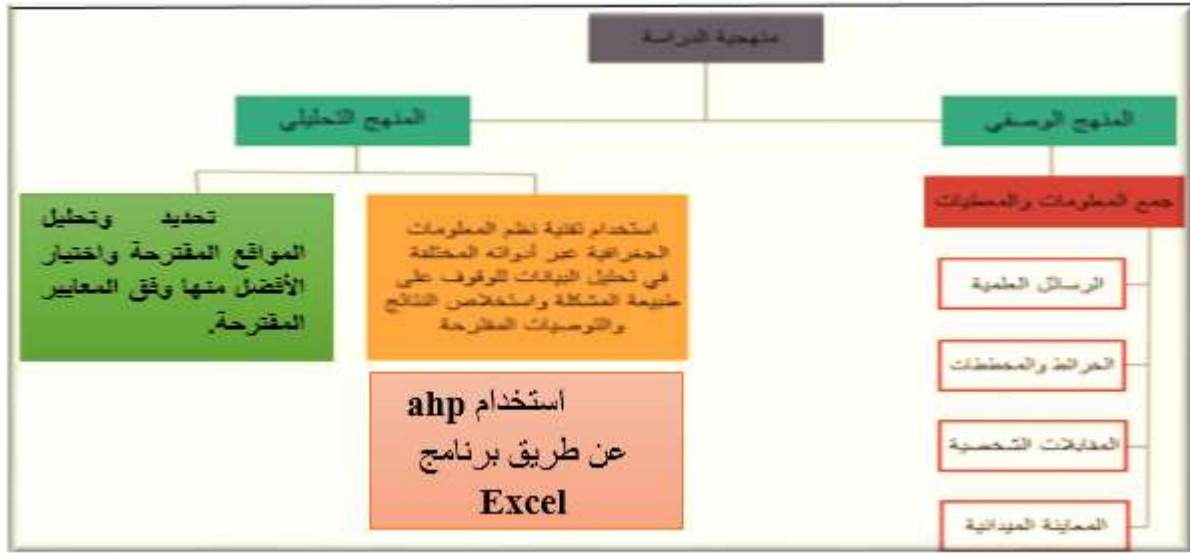 منهجية الدراسة
المنهج الوصفي
المنهج التحليلي
جمع المعلومات والمعطيات
الرسائل العلمية
الخرائط والمخططات
المقابلات الشخصية
المعاينة الميدانية
استخدام تقنية نظم المعلومات
الجغرافية عبر أدواته المختلفة
في تحليل البيانات للوقوف على
طبيعة المشكلة واستخلاص النتائج
والتوصيات المقترحة
تحديد وتحليل
المواقع المقترحة واختيار
الأفضل منها وفق المعايير
المقترحة.
استخدام ahp
عن طريق برنامج
Excel